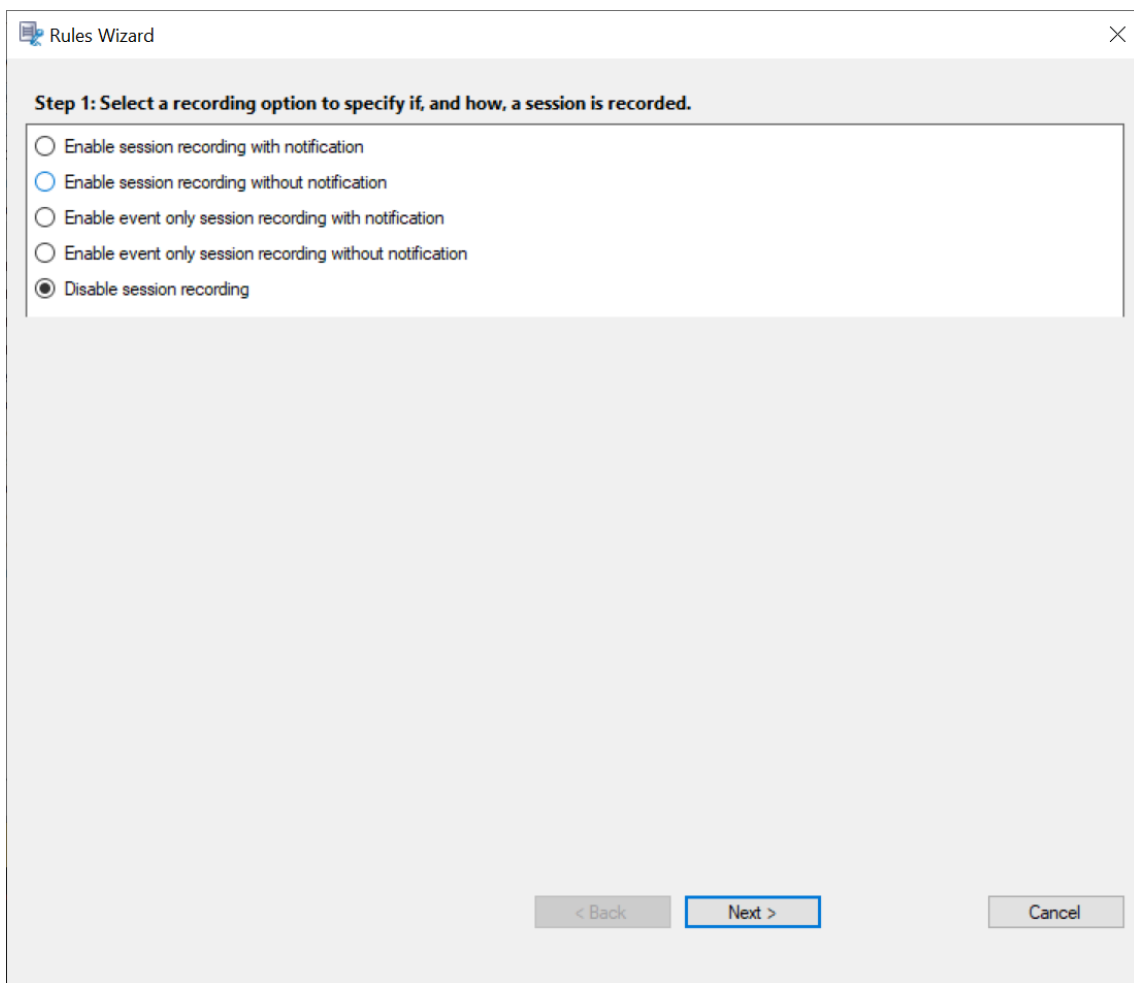 Rules Wizard
Step 1: Select a recording option to specify if, and how, a session is recorded.
Enable session recording with notification
Enable session recording without notification
Enable event only session recording with notification
Enable event only session recording without notification
Disable session recording
< Back
Next >
Cancel